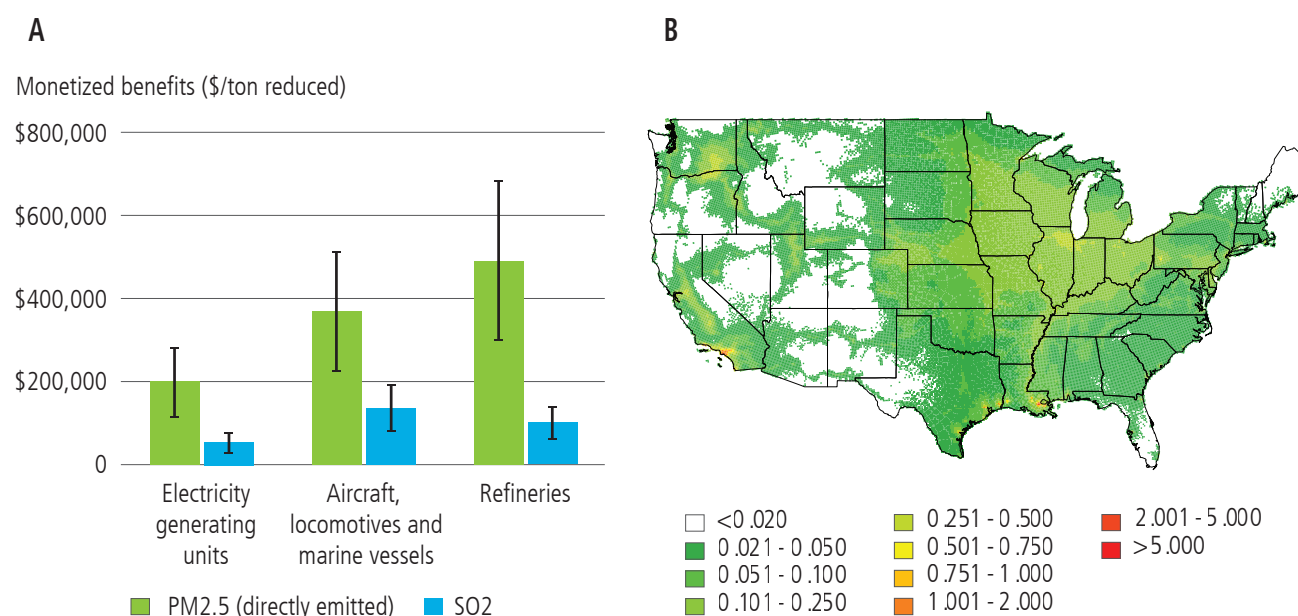 A
Monetized benefits ($/ton reduced)
$800,000
$600,000
$400,000
$200,000
0
Electricity
generating
units
Aircraft,
locomotives and
marine vessels
Refineries
PM2.5 (directly emitted)
SO2
B
<0.020
0.021 - 0.050
0.051 - 0.100
0.101 - 0.250
0.251 - 0.500
0.501 - 0.750
0.751 - 1.000
1.001 - 2.000
2.001 - 5.000
>5.000